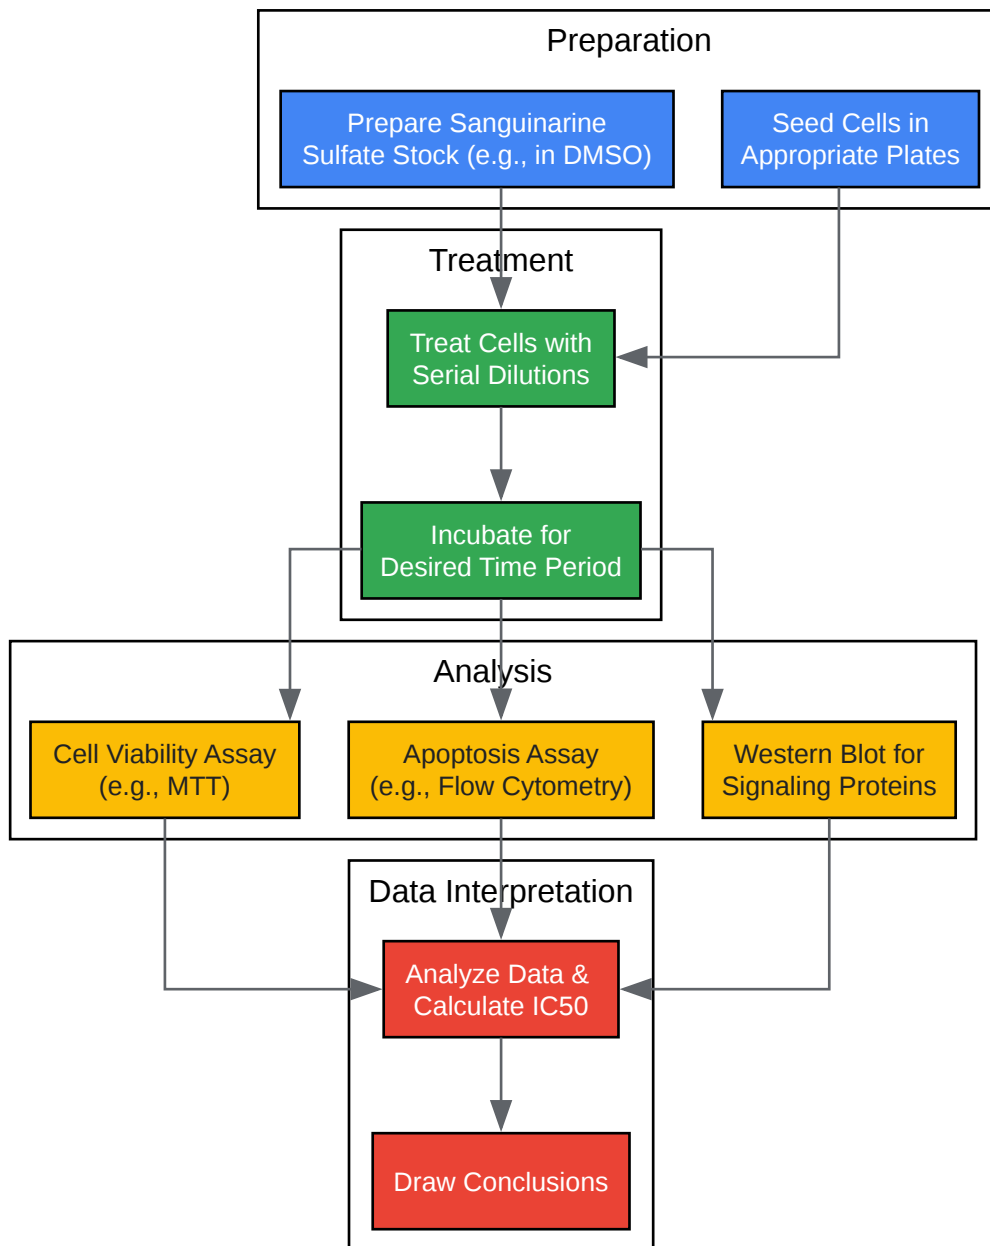 Preparation
Prepare Sanguinarine
Sulfate Stock (e.g., in DMSO)
Seed Cells in
Appropriate Plates
Treatment
Treat Cells with
Serial Dilutions
Incubate for
Desired Time Period
Analysis
Cell Viability Assay
(e.g., MTT)
Apoptosis Assay
(e.g., Flow Cytometry)
Western Blot for
Signaling Proteins
Data Interpretation
Analyze Data &
Calculate IC50
Draw Conclusions